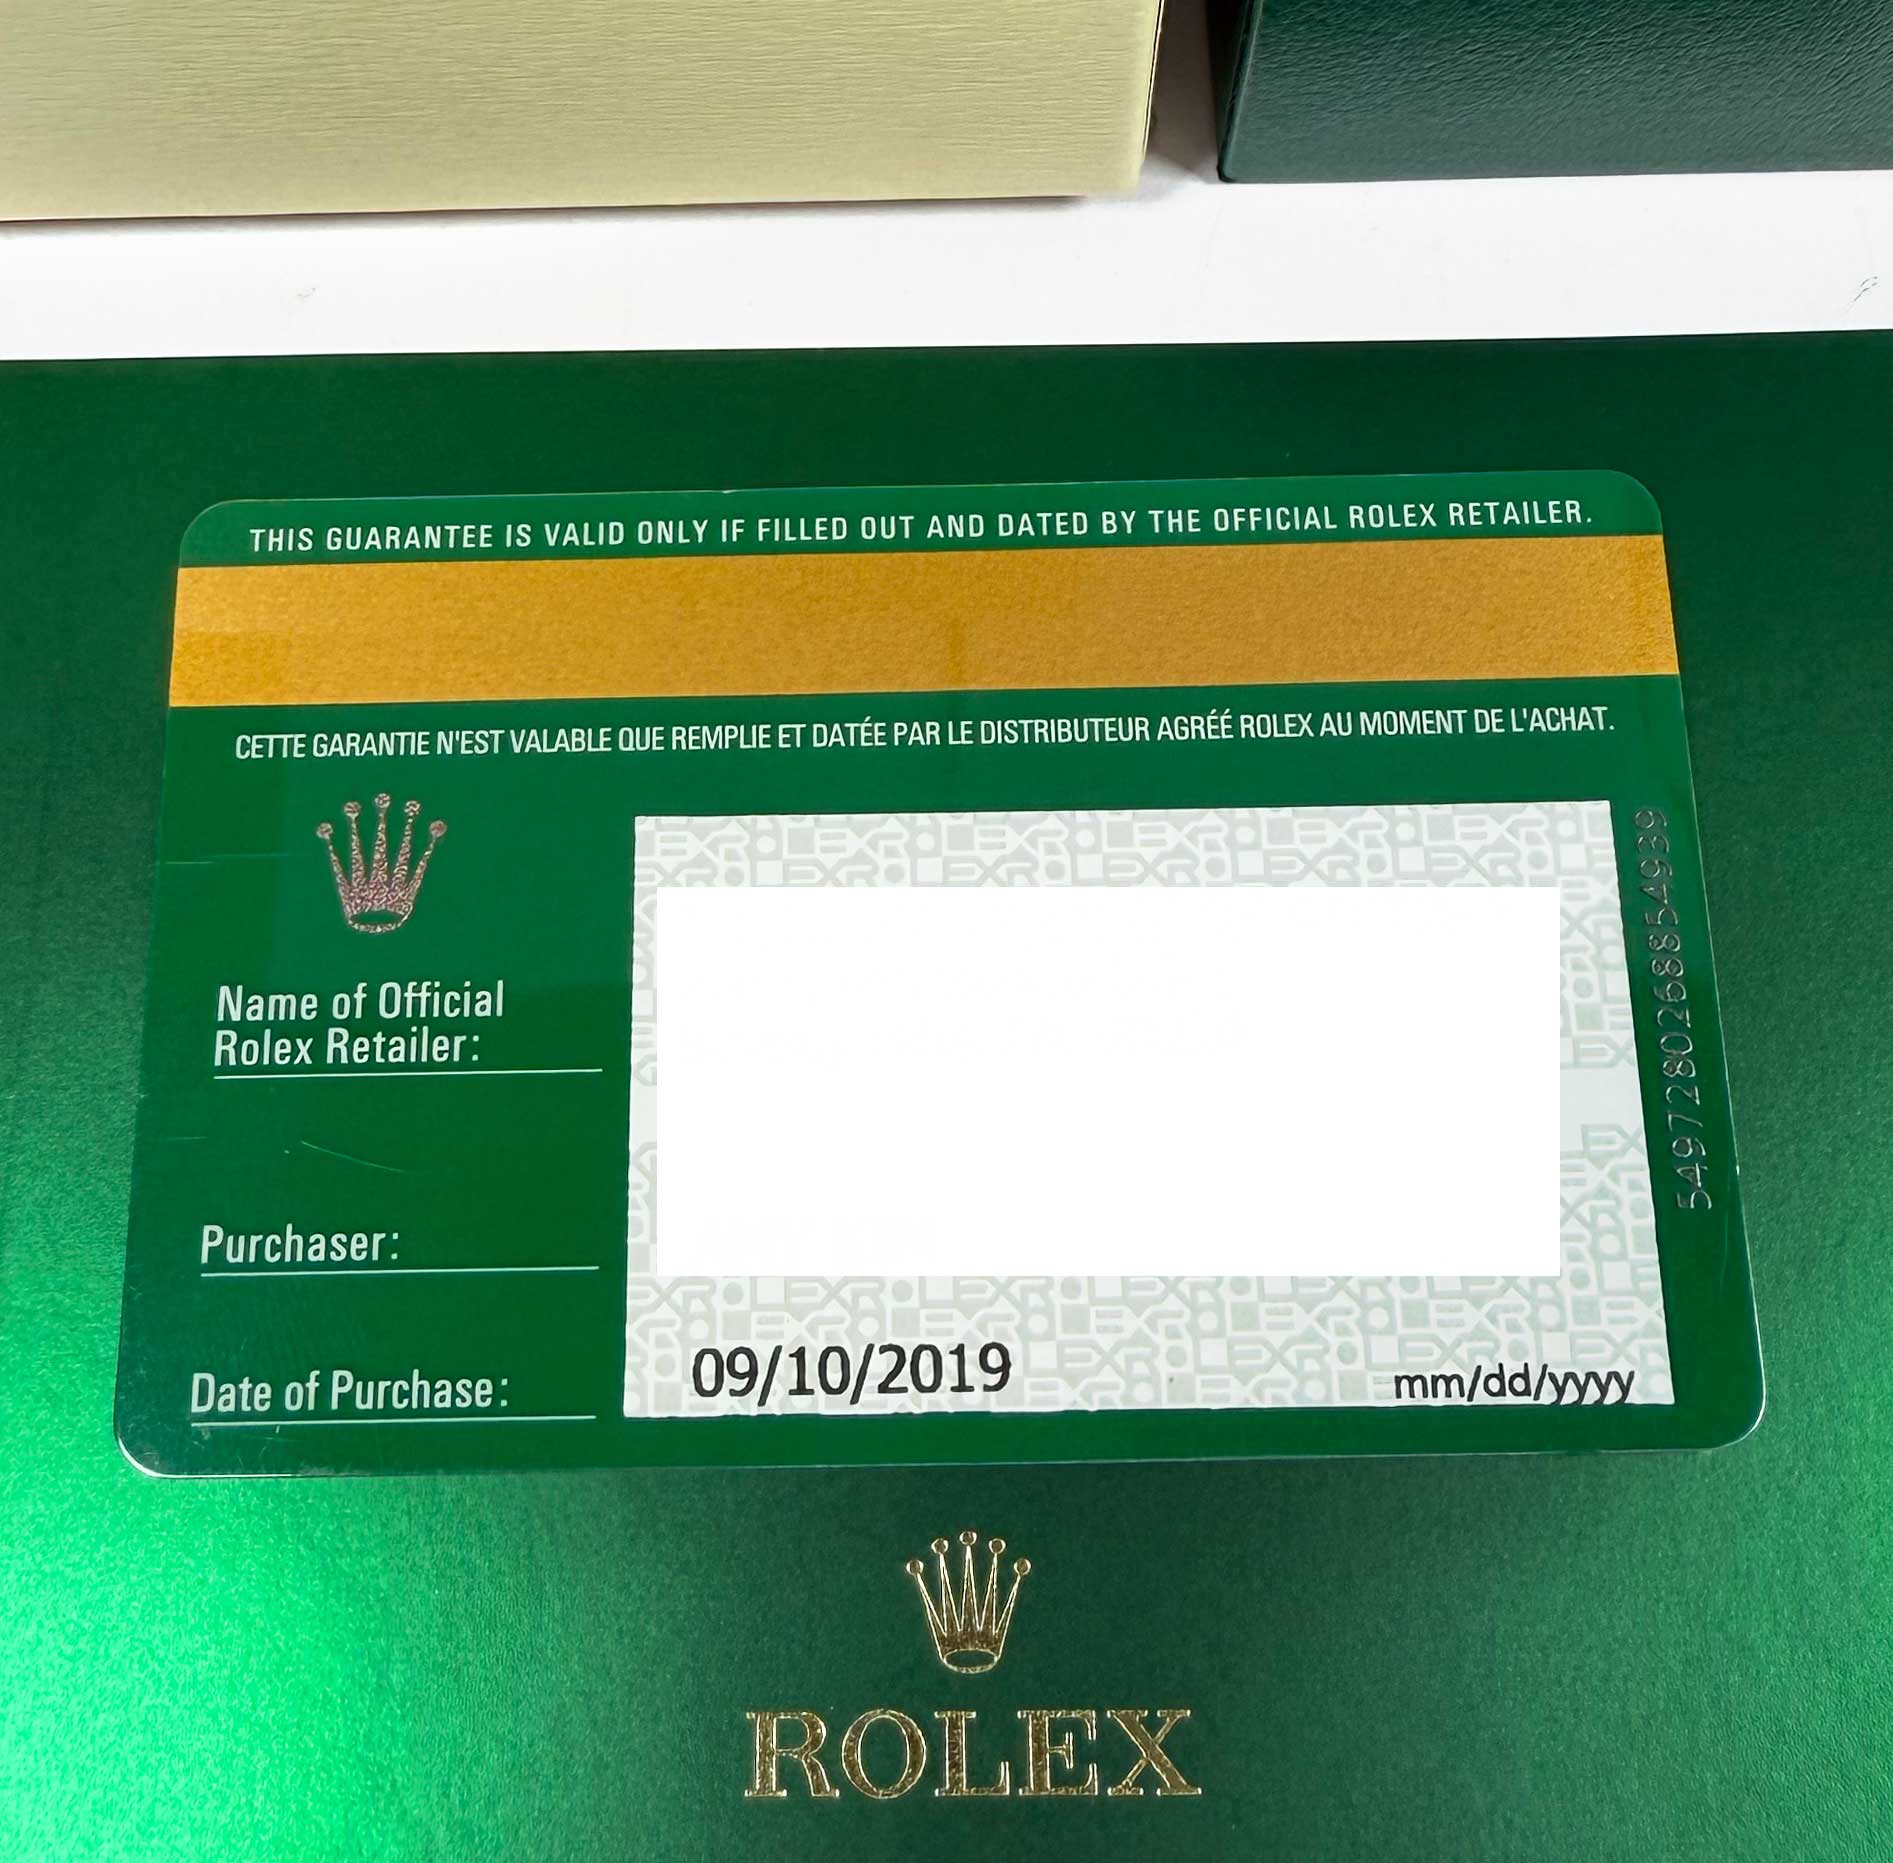 THIS GUARANTEE IS VALID ONLY IF FILLED OUT AND DATED BY THE OFFICIAL ROLEX RETAILER.
CETTE GARANTIE N'EST VALABLE QUE REMPLIE ET DATÉE PAR LE DISTRIBUTEUR AGRÉÉ ROLEX AU MOMENT DE L'ACHAT.
Name of Official
Rolex Retailer:
Purchaser:
Date of Purchase:
09/10/2019
mm/dd/yyyy
5497280268854939
ROLEX